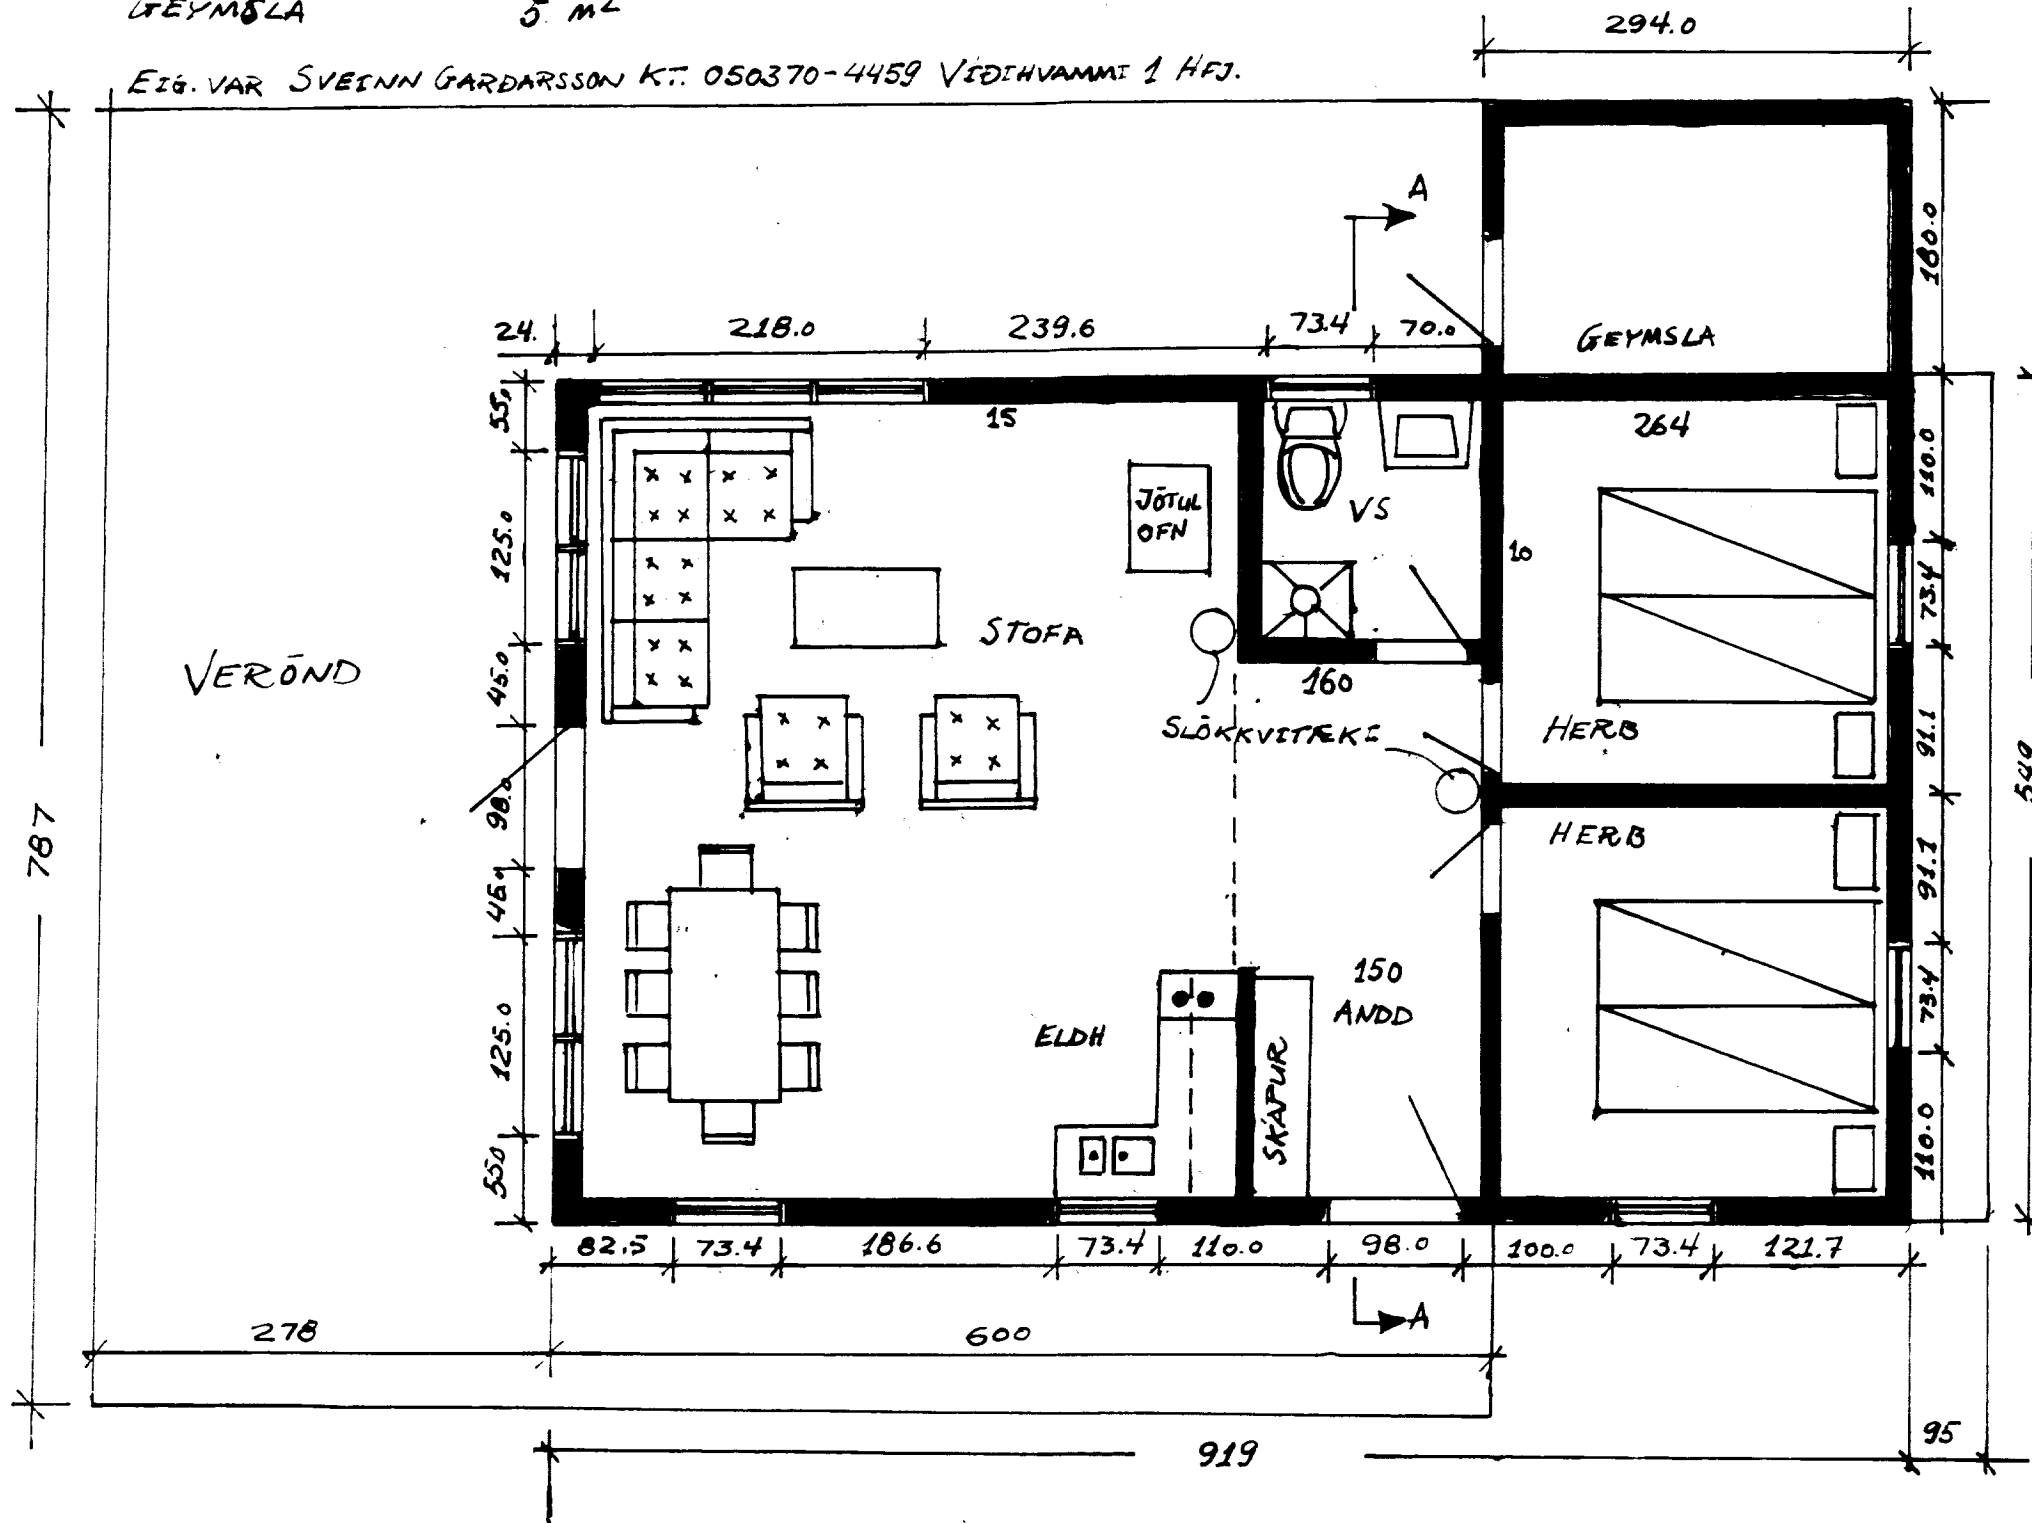 GEYMSLA 5 m²
EIG. VAR SVEINN GARDARSSON KT. 050370-4459 VÍÐIHVAMMI 1 HFJ.
294.0
A
180.0
24. 218.0 239.6 73.4 70.0
GEYMSLA
55.0
15
264
110.0
JÖTUL
OFN
VS
125.0
10
73.4
STOFA
VERÖND
45.0
160
SLÖKKVITÆKI
HERB
91.1
98.0
549
787
HERB
91.1
46.0
150
ANDD
73.4
125.0
ELDH
SKÁPUR
110.0
55.0
82.5 73.4 186.6 73.4 110.0 98.0 100.0 73.4 121.7
A
278 600
919
95